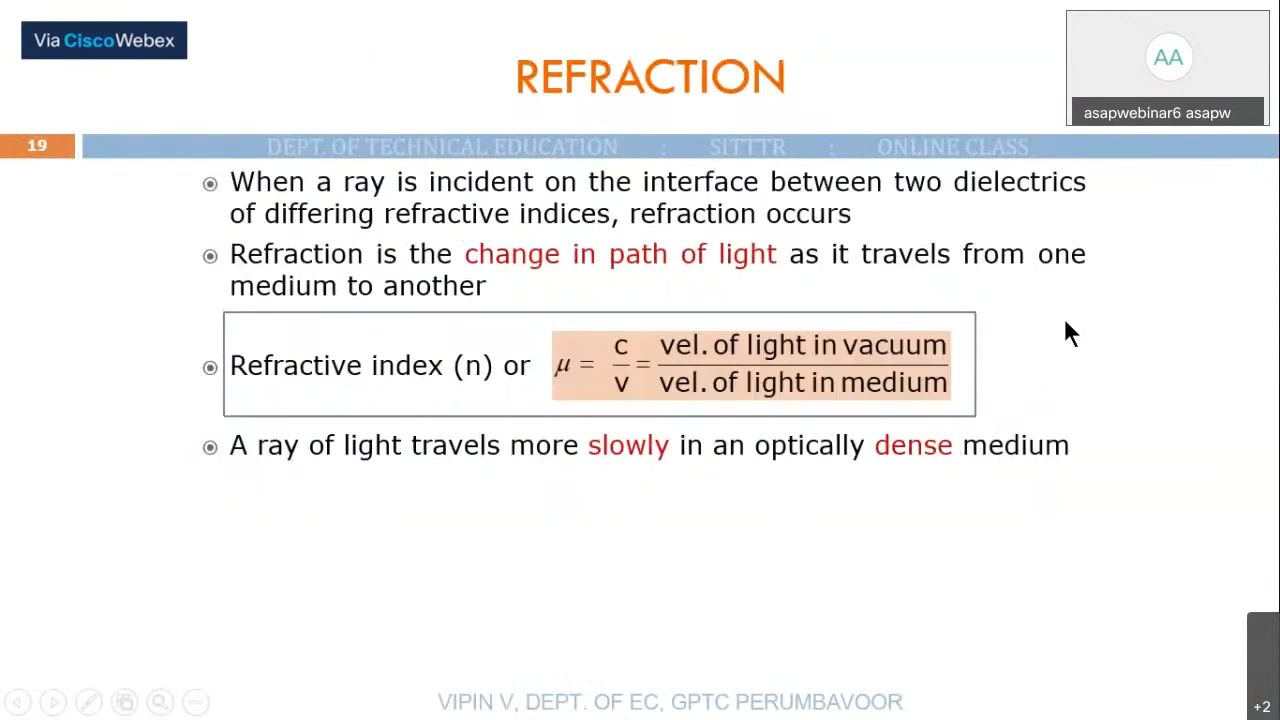 Via CiscoWebex
REFRACTION
AA
asapwebinar6 asapw
19
DEPT. OF TECHNICAL EDUCATION : SITTTR : ONLINE CLASS
When a ray is incident on the interface between two dielectrics
of differing refractive indices, refraction occurs
Refraction is the change in path of light as it travels from one
medium to another
Refractive index (n) or μ = c/v = vel. of light in vacuum / vel. of light in medium
A ray of light travels more slowly in an optically dense medium
VIPIN V, DEPT. OF EC, GPTC PERUMBAVOOR
+2